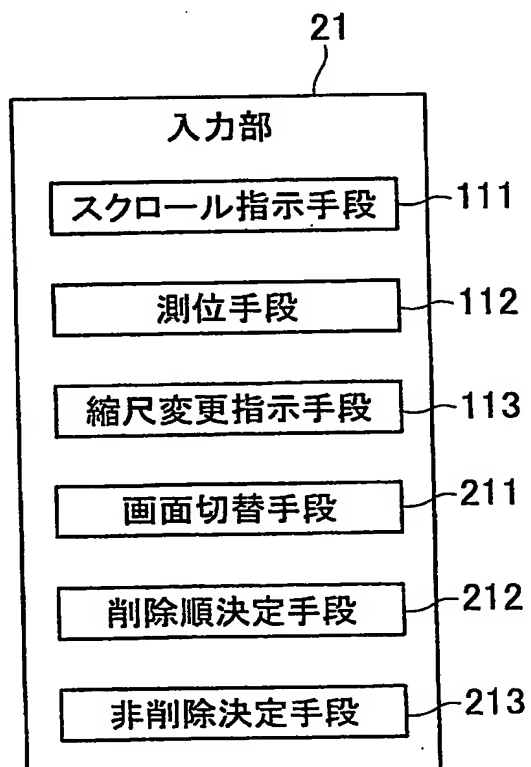 21
入力部
スクロール指示手段 111
測位手段 112
縮尺変更指示手段 113
画面切替手段 211
削除順決定手段 212
非削除決定手段 213